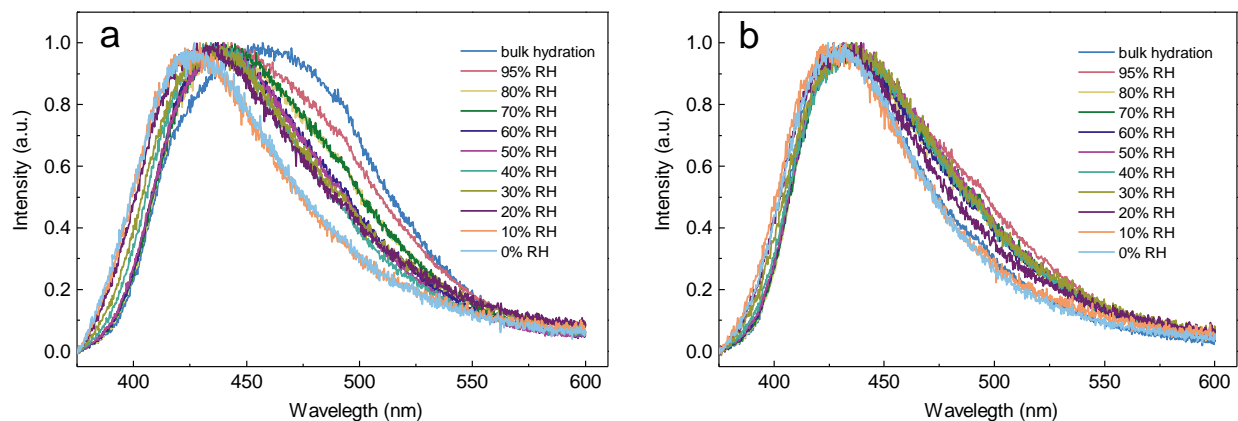 a
1.0
0.8
0.6
0.4
0.2
0.0
Intensity (a.u.)
400 450 500 550 600
Wavelegth (nm)
bulk hydration
95% RH
80% RH
70% RH
60% RH
50% RH
40% RH
30% RH
20% RH
10% RH
0% RH
b
1.0
0.8
0.6
0.4
0.2
0.0
Intensity (a.u.)
400 450 500 550 600
Wavelegth (nm)
bulk hydration
95% RH
80% RH
70% RH
60% RH
50% RH
40% RH
30% RH
20% RH
10% RH
0% RH